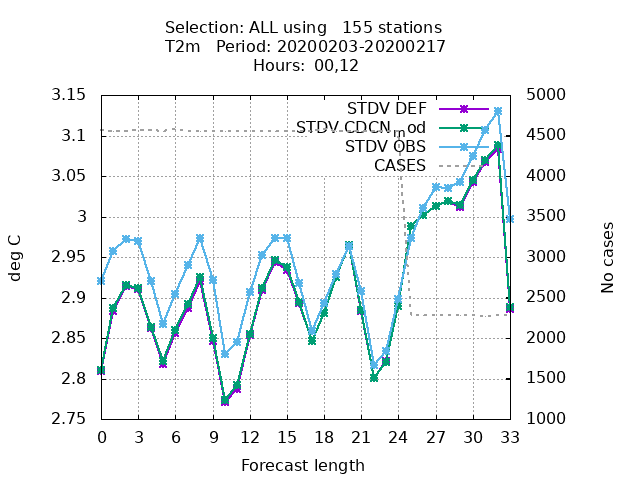 Selection: ALL using   155 stations
T2m   Period: 20200203-20200217
Hours:  00,12
3.15
3.1
3.05
3
2.95
2.9
2.85
2.8
2.75
deg C
5000
4500
4000
3500
3000
2500
2000
1500
1000
No cases
STDV DEF
STDV CDCN_mod
STDV OBS
CASES
0 3 6 9 12 15 18 21 24 27 30 33
Forecast length